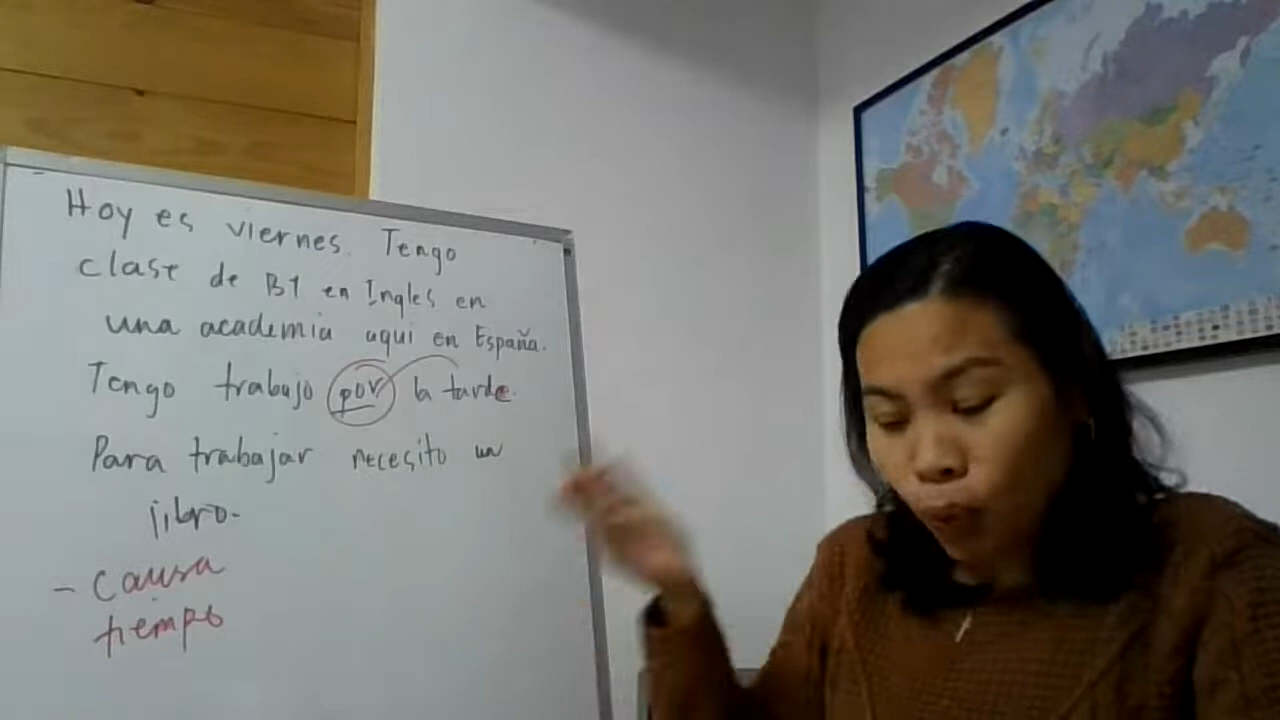 Hoy es viernes. Tengo
clase de B1 en Ingles en
una academia aqui en España.
Tengo trabajo por la tarde.
Para trabajar necesito un
libro.
- causa
tiempo